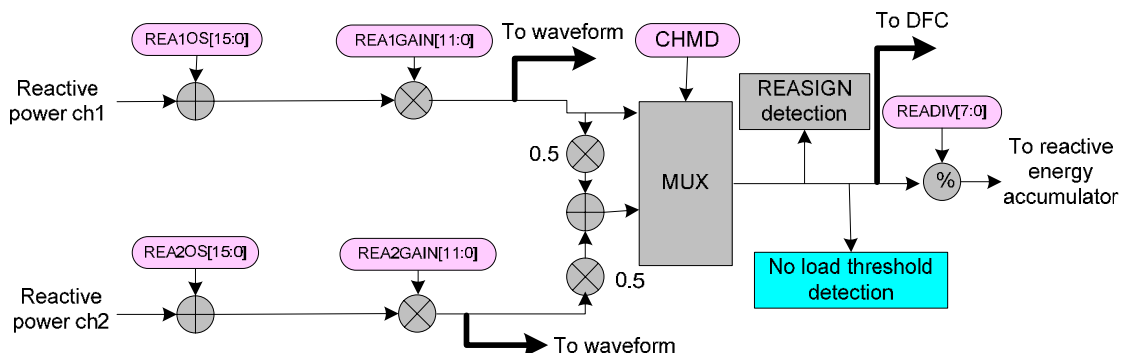 To DFC
To waveform
REA1OS[15:0]
REA1GAIN[11:0]
CHMD
Reactive
power ch1
REASIGN
detection
READIV[7:0]
0.5
MUX
%
To reactive
energy
accumulator
REA2OS[15:0]
REA2GAIN[11:0]
0.5
No load threshold
detection
Reactive
power ch2
To waveform